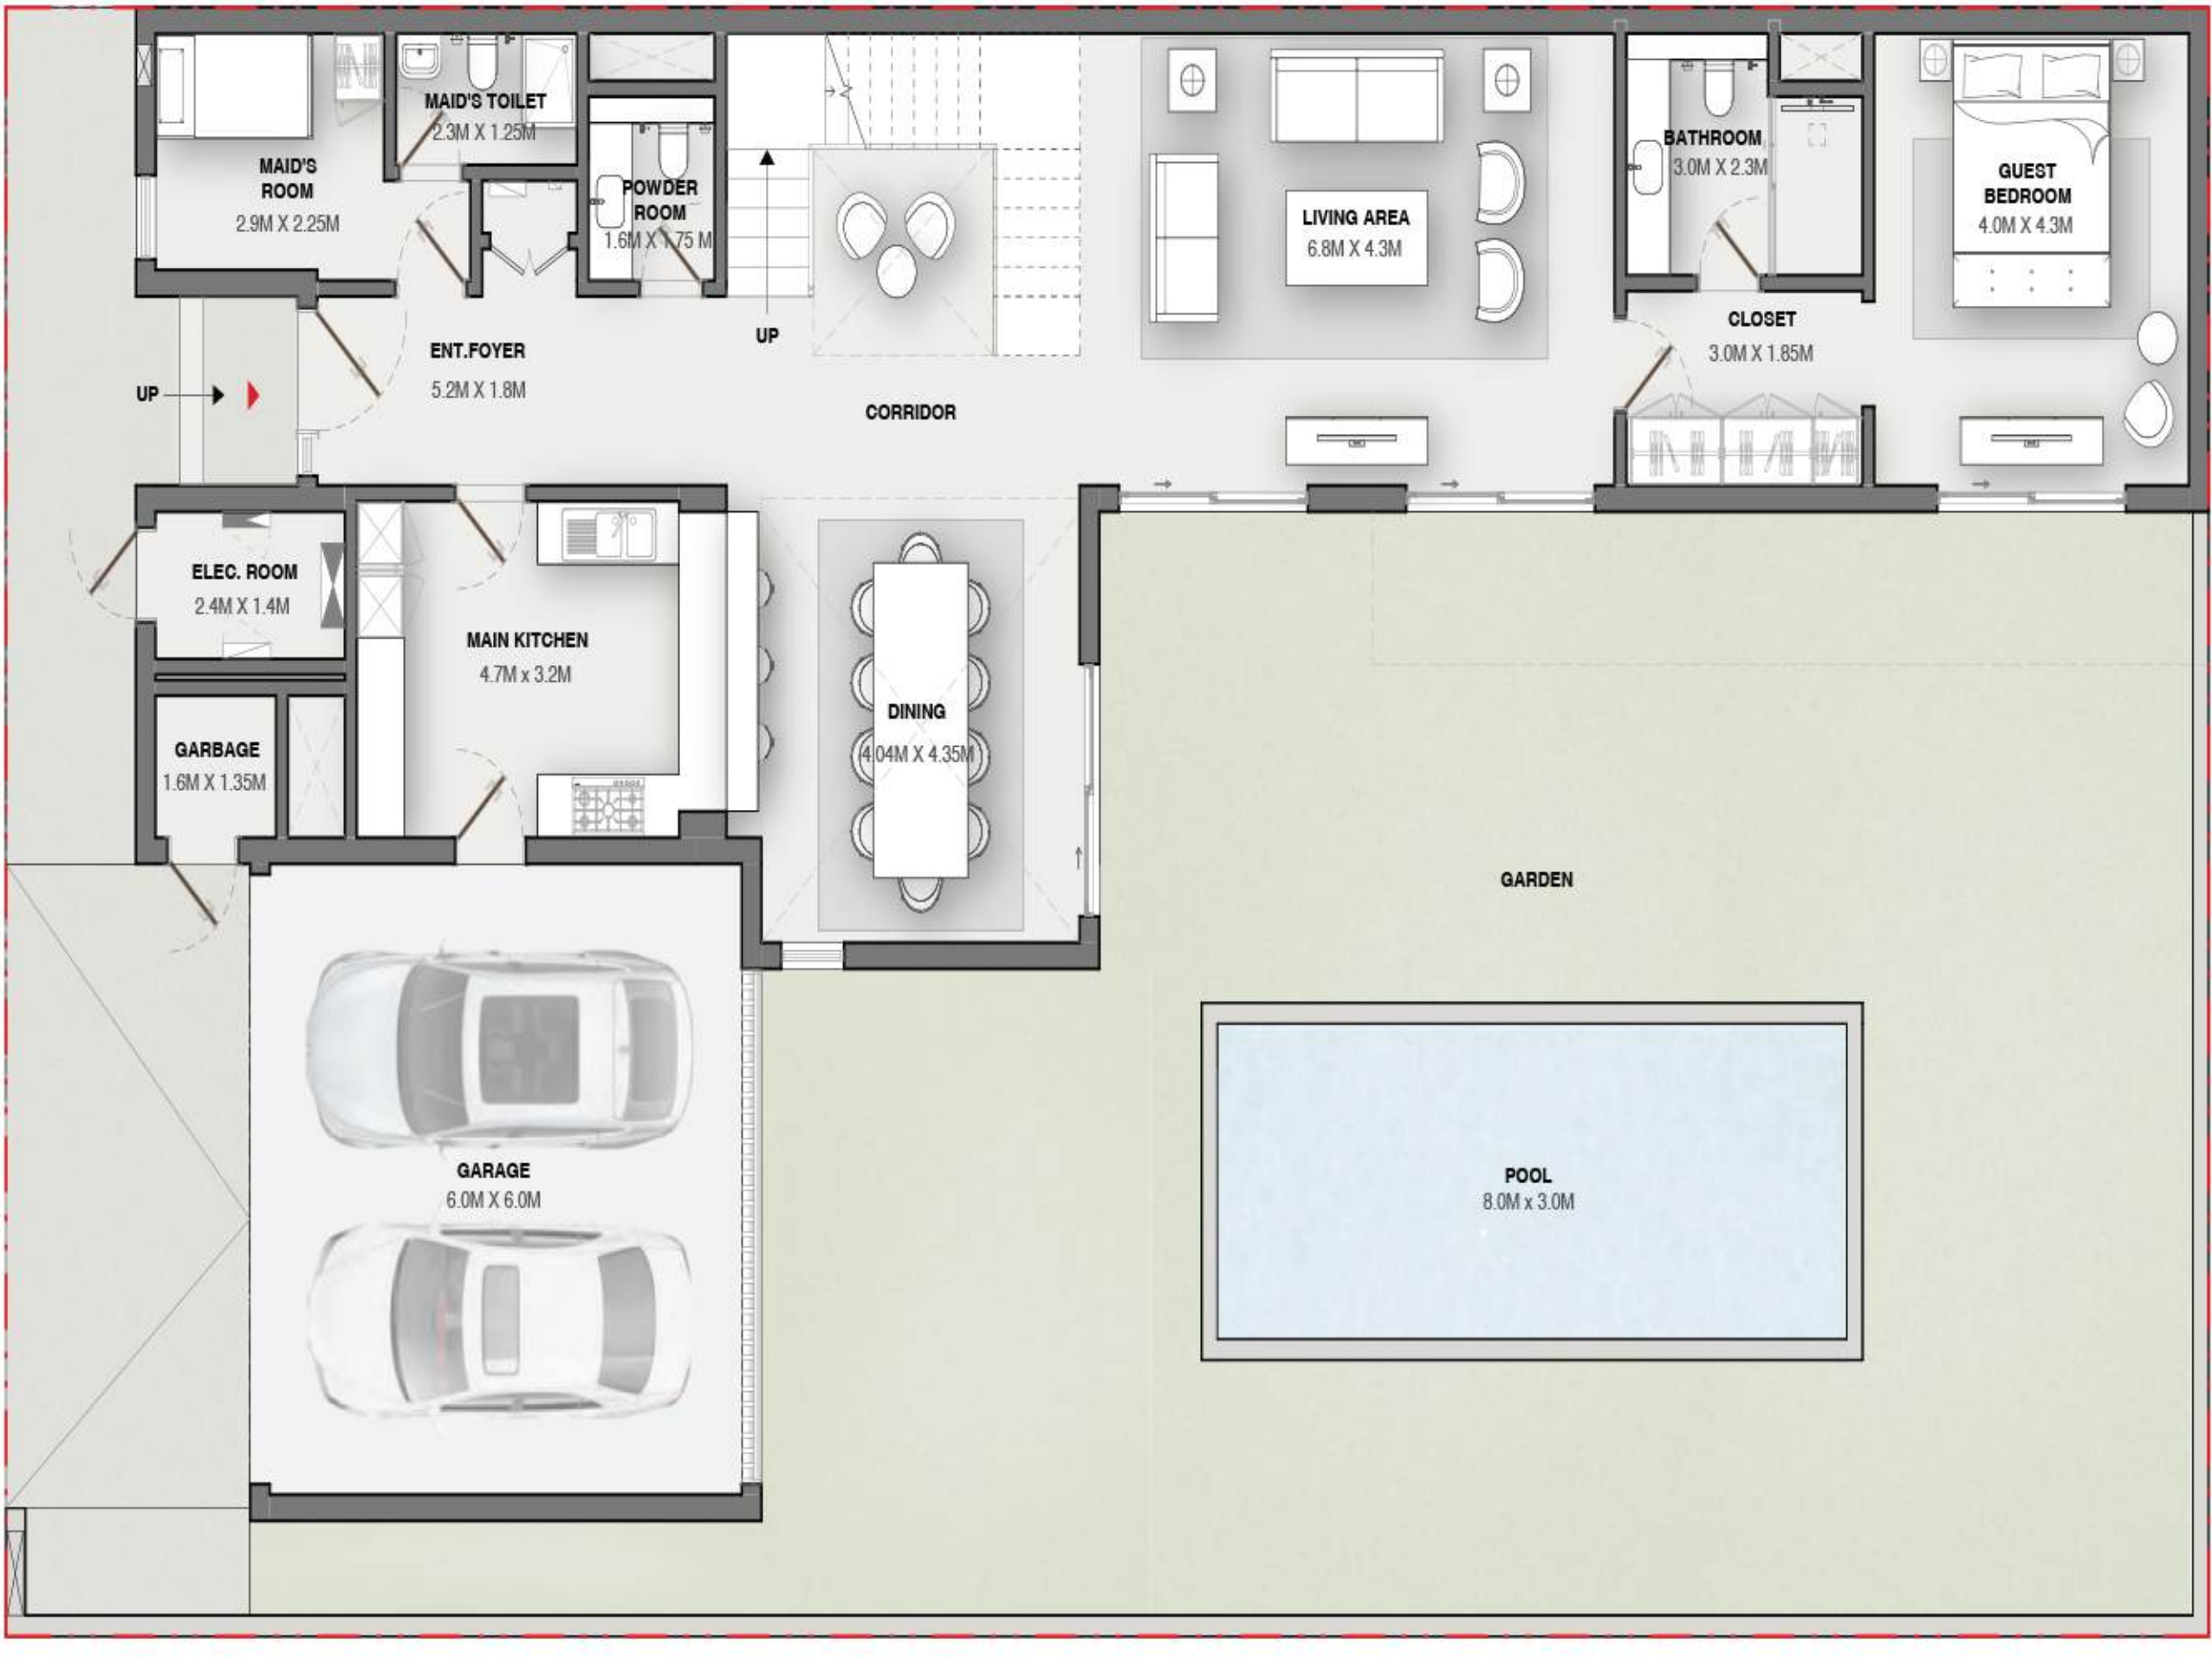 MAID'S TOILET
2.3M X 1.25M
MAID'S
ROOM
2.9M X 2.25M
POWDER
ROOM
1.6M X 1.75 M
BATHROOM
3.0M X 2.3M
GUEST
BEDROOM
4.0M X 4.3M
LIVING AREA
6.8M X 4.3M
CLOSET
3.0M X 1.85M
UP
ENT.FOYER
5.2M X 1.8M
UP
CORRIDOR
ELEC. ROOM
2.4M X 1.4M
MAIN KITCHEN
4.7M x 3.2M
DINING
4.04M X 4.35M
GARBAGE
1.6M X 1.35M
GARDEN
GARAGE
6.0M X 6.0M
POOL
8.0M x 3.0M